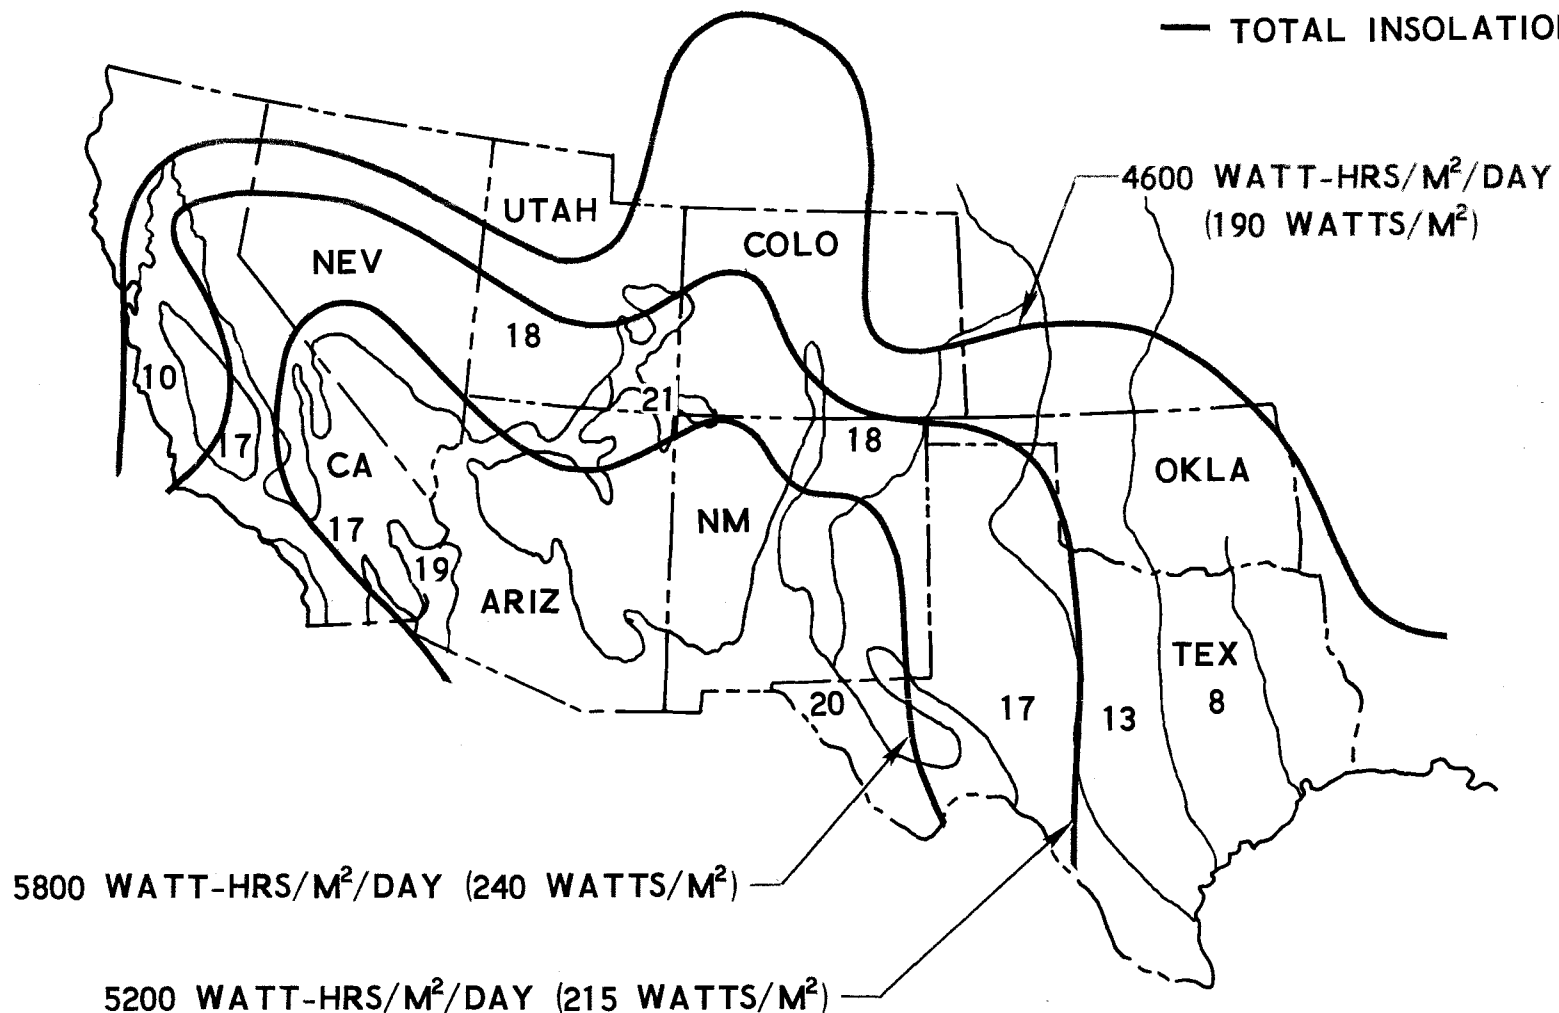 — TOTAL INSOLATION
4600 WATT-HRS/M²/DAY
(190 WATTS/M²)
UTAH
COLO
NEV
18
10
21
17
18
CA
OKLA
NM
17
19
ARIZ
TEX
20
17
13
8
5800 WATT-HRS/M²/DAY (240 WATTS/M²)
5200 WATT-HRS/M²/DAY (215 WATTS/M²)